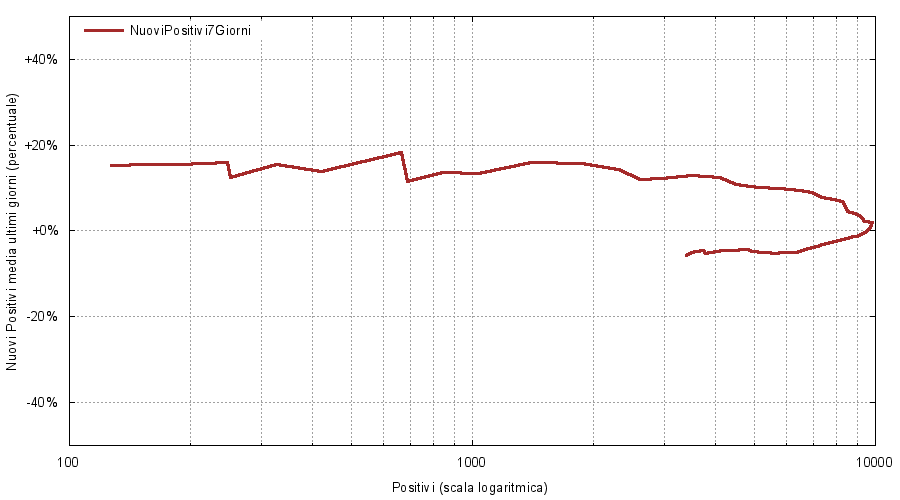 NuoviPositivi7Giorni
+40%
+20%
+0%
-20%
-40%
Nuovi Positivi media ultimi giorni (percentuale)
100
1000
10000
Positivi (scala logaritmica)